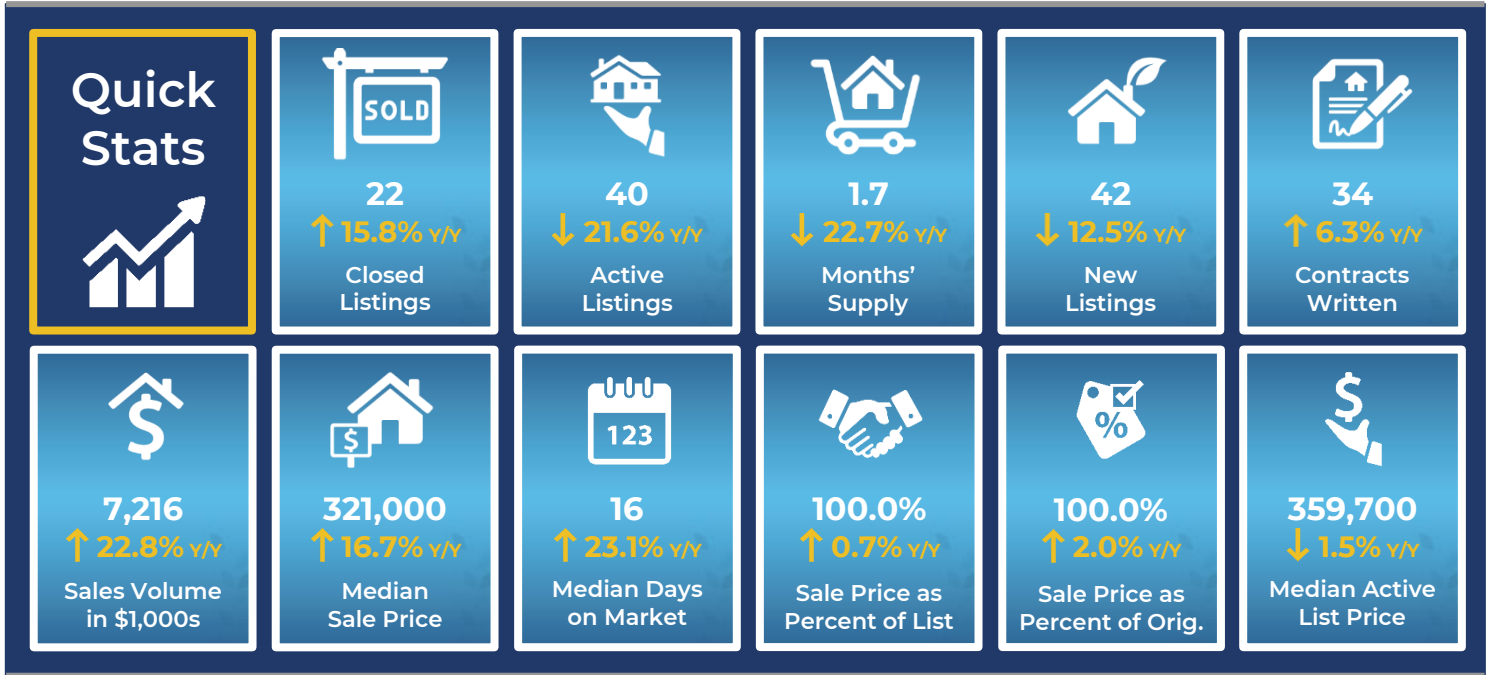 Quick
Stats
SOLD
22
↑ 15.8% Y/Y
Closed
Listings
40
↓ 21.6% Y/Y
Active
Listings
1.7
↓ 22.7% Y/Y
Months’
Supply
42
↓ 12.5% Y/Y
New
Listings
34
↑ 6.3% Y/Y
Contracts
Written
$
7,216
↑ 22.8% Y/Y
Sales Volume
in $1,000s
$
321,000
↑ 16.7% Y/Y
Median
Sale Price
123
16
↑ 23.1% Y/Y
Median Days
on Market
100.0%
↑ 0.7% Y/Y
Sale Price as
Percent of List
%
100.0%
↑ 2.0% Y/Y
Sale Price as
Percent of Orig.
$
359,700
↓ 1.5% Y/Y
Median Active
List Price